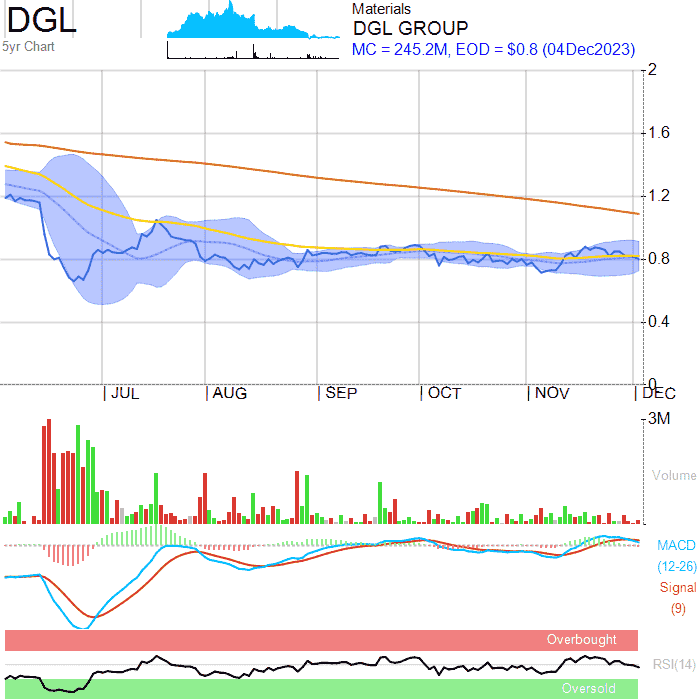 DGL
5yr Chart
Materials
DGL GROUP
MC = 245.2M, EOD = $0.8 (04Dec2023)
2
1.6
1.2
0.8
0.4
0
JUL AUG SEP OCT NOV DEC
3M
Volume
MACD
(12-26)
Signal
(9)
Overbought
RSI(14)
Oversold